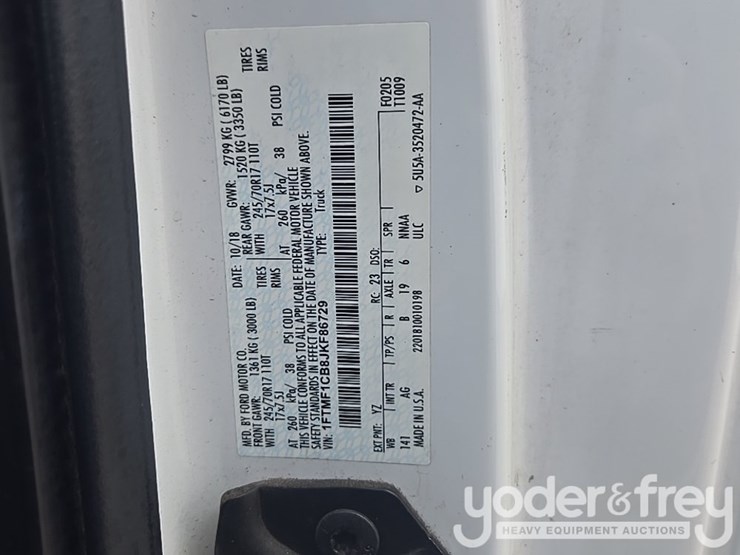 MFD. BY FORD MOTOR CO.
DATE: 10/18
GVWR: 2799 KG ( 6170 LB)
FRONT GAWR: 1361 KG (3000 LB)
REAR GAWR: 1520 KG ( 3350 LB)
WITH 245/70R17 110T TIRES
WITH 245/70R17 110T TIRES
17x7.5J RIMS
17x7.5J RIMS
AT 260 kPa/ 38 PSI COLD
AT 260 kPa/ 38 PSI COLD
THIS VEHICLE CONFORMS TO ALL APPLICABLE FEDERAL MOTOR VEHICLE
SAFETY STANDARDS IN EFFECT ON THE DATE OF MANUFACTURE SHOWN ABOVE.
VIN: 1FTMF1CB8JKF86729
TYPE: Truck
F0205
T1009
EXT PNT: YZ RC: 23 DSO:
WB INT TR TP/PS R AXLE TR SPR
141 AG B 19 6 NNAA
MADE IN U.S.A. 220181001019B ULC
5U5A-3520472-AA
yoder&frey
HEAVY EQUIPMENT AUCTIONS